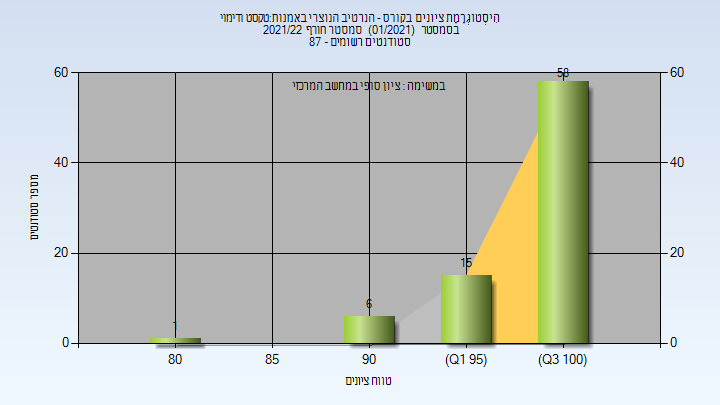 היסטוגרמת ציונים בקורס - הנרטיב הנוצרי באמנות:טקסט ודימוי
בסמסטר (01/2021) סמסטר חורף 2021/22
סטודנטים רשומים - 87
במשימה : ציון סופי במחשב המרכזי
60
40
20
0
60
40
20
0
מספר סטודנטים
1
6
15
58
80
85
90
(Q1 95)
(Q3 100)
טווח ציונים